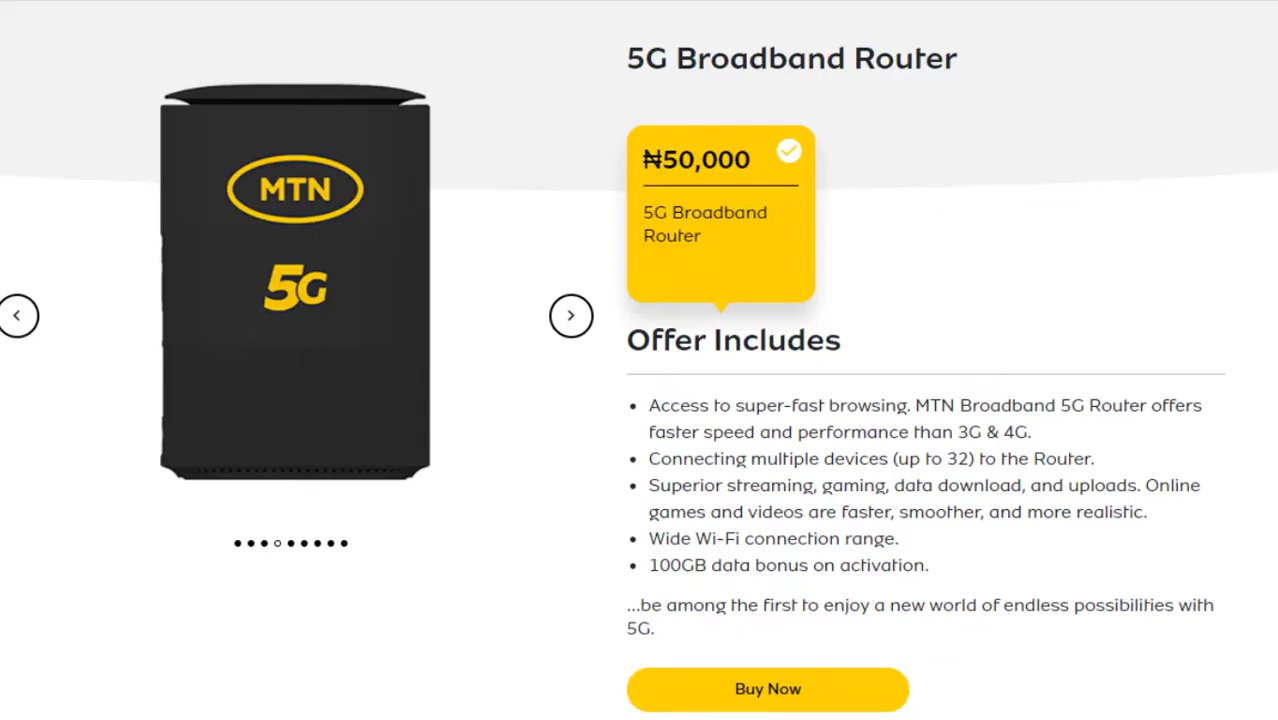 5G Broadband Router
MTN
5G
₦50,000
5G Broadband
Router
Offer Includes
• Access to super-fast browsing. MTN Broadband 5G Router offers
faster speed and performance than 3G & 4G.
• Connecting multiple devices (up to 32) to the Router.
• Superior streaming, gaming, data download, and uploads. Online
games and videos are faster, smoother, and more realistic.
• Wide Wi-Fi connection range.
• 100GB data bonus on activation.
...be among the first to enjoy a new world of endless possibilities with
5G.
Buy Now